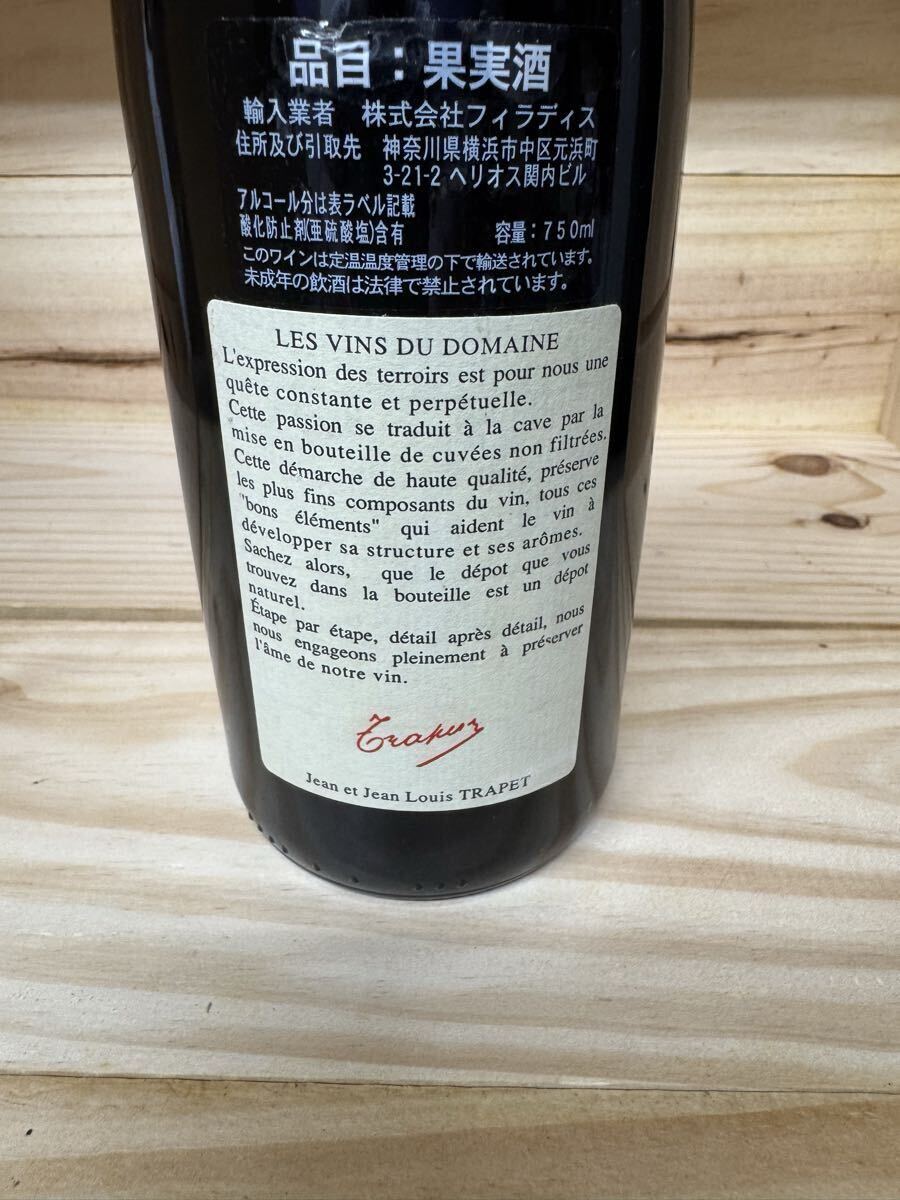 品目：果実酒
輸入業者　株式会社フィラディス
住所及び引取先　神奈川県横浜市中区元浜町
3-21-2 ヘリオス関内ビル
アルコール分は表ラベル記載
酸化防止剤(亜硫酸塩)含有　容量：750ml
このワインは定温温度管理の下で輸送されています。
未成年の飲酒は法律で禁止されています。
LES VINS DU DOMAINE
L'expression des terroirs est pour nous une
quête constante et perpétuelle.
Cette passion se traduit à la cave par la
mise en bouteille de cuvées non filtrées.
Cette démarche de haute qualité, préserve
les plus fins composants du vin, tous ces
"bons éléments" qui aident le vin à
développer sa structure et ses arômes.
Sachez alors, que le dépot que vous
trouvez dans la bouteille est un dépot
naturel.
Étape par étape, détail après détail, nous
nous engageons pleinement à préserver
l'âme de notre vin.
Trapet
Jean et Jean Louis TRAPET